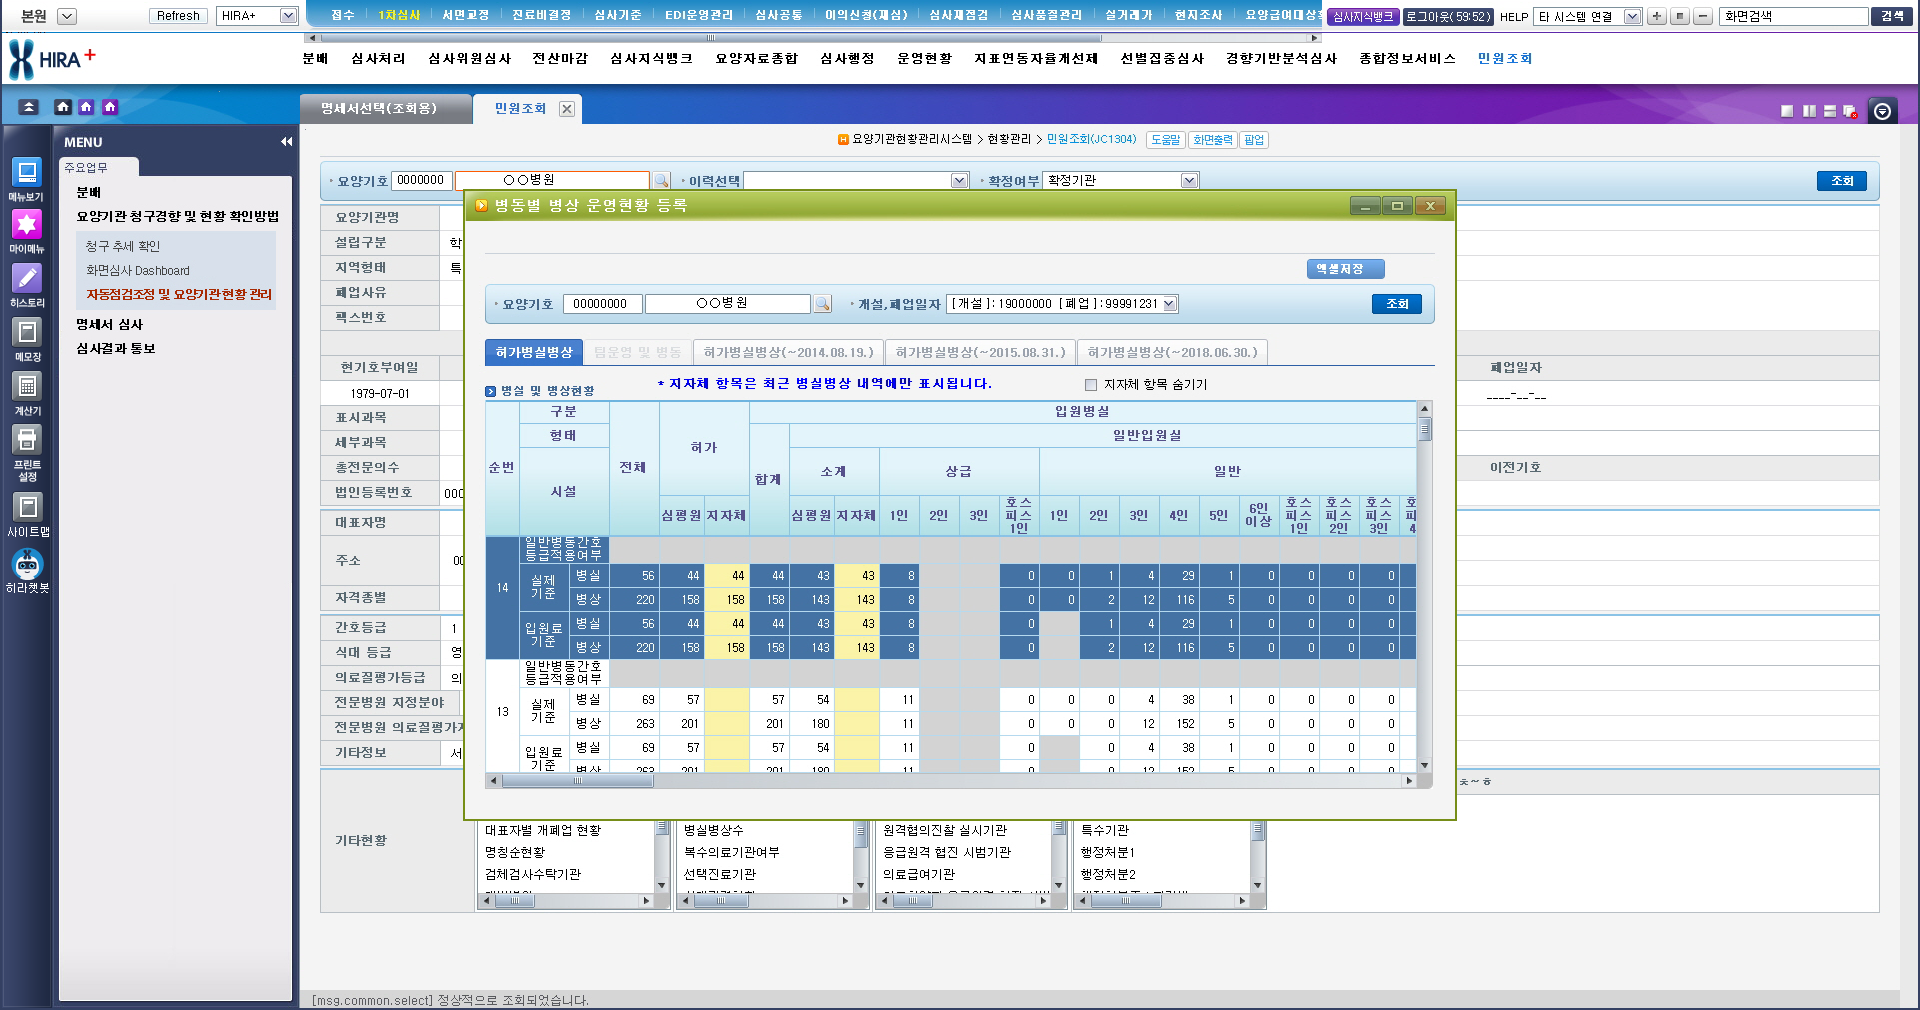 본원 Refresh HIRA+ 접수 1차심사 서면교정 진료비결정 심사기준 EDI운영관리 심사공통 이의신청(재심) 심사재점검 심사품질관리 실거래가 현지조사 요양급여대상 심사지식뱅크 로그아웃(59:52) HELP 타 시스템 연결 화면검색 검색
HIRA+ 분배 심사처리 심사위원심사 전산마감 심사지식뱅크 요양자료종합 심사행정 운영현황 지표연동자율개선제 선별집중심사 경향기반분석심사 종합정보서비스 민원조회
명세서선택(조회용) 민원조회
MENU
주요업무
분배
요양기관 청구경향 및 현황 확인방법
청구 추세 확인
화면심사 Dashboard
자동점검조정 및 요양기관현황 관리
명세서 심사
심사결과 통보
메뉴보기
마이메뉴
히스토리
메모장
계산기
프린트
설정
사이트맵
히라챗봇
요양기관현황관리시스템 > 현황관리 > 민원조회(JC1304) 도움말 화면출력 팝업
요양기호 0000000 ○○병원 이력선택 확정여부 확정기관 조회
요양기관명
설립구분 학
지역형태 특
폐업사유
팩스번호
현기호부여일 폐업일자
1979-07-01 ____-__-__
표시과목
세부과목
총전문의수 이전기호
법인등록번호 000
대표자명
주소 00
자격종별
간호등급 1
식대 등급 영
의료질평가등급 의
전문병원 지정분야
전문병원 의료질평가지
기타정보 서
ㅊ~ㅎ
기타현황
병동별 병상 운영현황 등록
엑셀저장
요양기호 00000000 ○○병원 개설,폐업일자 [개설]:19000000 [폐업]:99991231 조회
허가병실병상 팀운영 및 병동 허가병실병상(~2014.08.19.) 허가병실병상(~2015.08.31.) 허가병실병상(~2018.06.30.)
병실 및 병상현황 * 지자체 항목은 최근 병실병상 내역에만 표시됩니다. 지자체 항목 숨기기
순번 구분 전체 허가 입원병실
형태 합계 일반입원실
시설 소계 상급 일반
심평원 지자체 심평원 지자체 1인 2인 3인 호스피스1인 1인 2인 3인 4인 5인 6인이상 호스피스1인 호스피스2인 호스피스3인
14 일반병동간호
등급적용여부
실제기준 병실 56 44 44 44 43 43 8 0 0 1 4 29 1 0 0 0 0
병상 220 158 158 158 143 143 8 0 0 2 12 116 5 0 0 0 0
입원료기준 병실 56 44 44 44 43 43 8 0 1 4 29 1 0 0 0 0
병상 220 158 158 158 143 143 8 0 2 12 116 5 0 0 0 0
13 일반병동간호
등급적용여부
실제기준 병실 69 57 57 54 11 0 0 0 4 38 1 0 0 0 0
병상 263 201 201 180 11 0 0 0 12 152 5 0 0 0 0
입원료기준 병실 69 57 57 54 11 0 0 4 38 1 0 0 0 0
병상 263 201 201 180 11 0 0 12 152 5 0 0 0 0
대표자별 개폐업 현황 병실병상수 원격협의진찰 실시기관 특수기관
명칭순현황 복수의료기관여부 응급원격 협진 시범기관 행정처분1
검체검사수탁기관 선택진료기관 의료급여기관 행정처분2
[msg.common.select] 정상적으로 조회되었습니다.